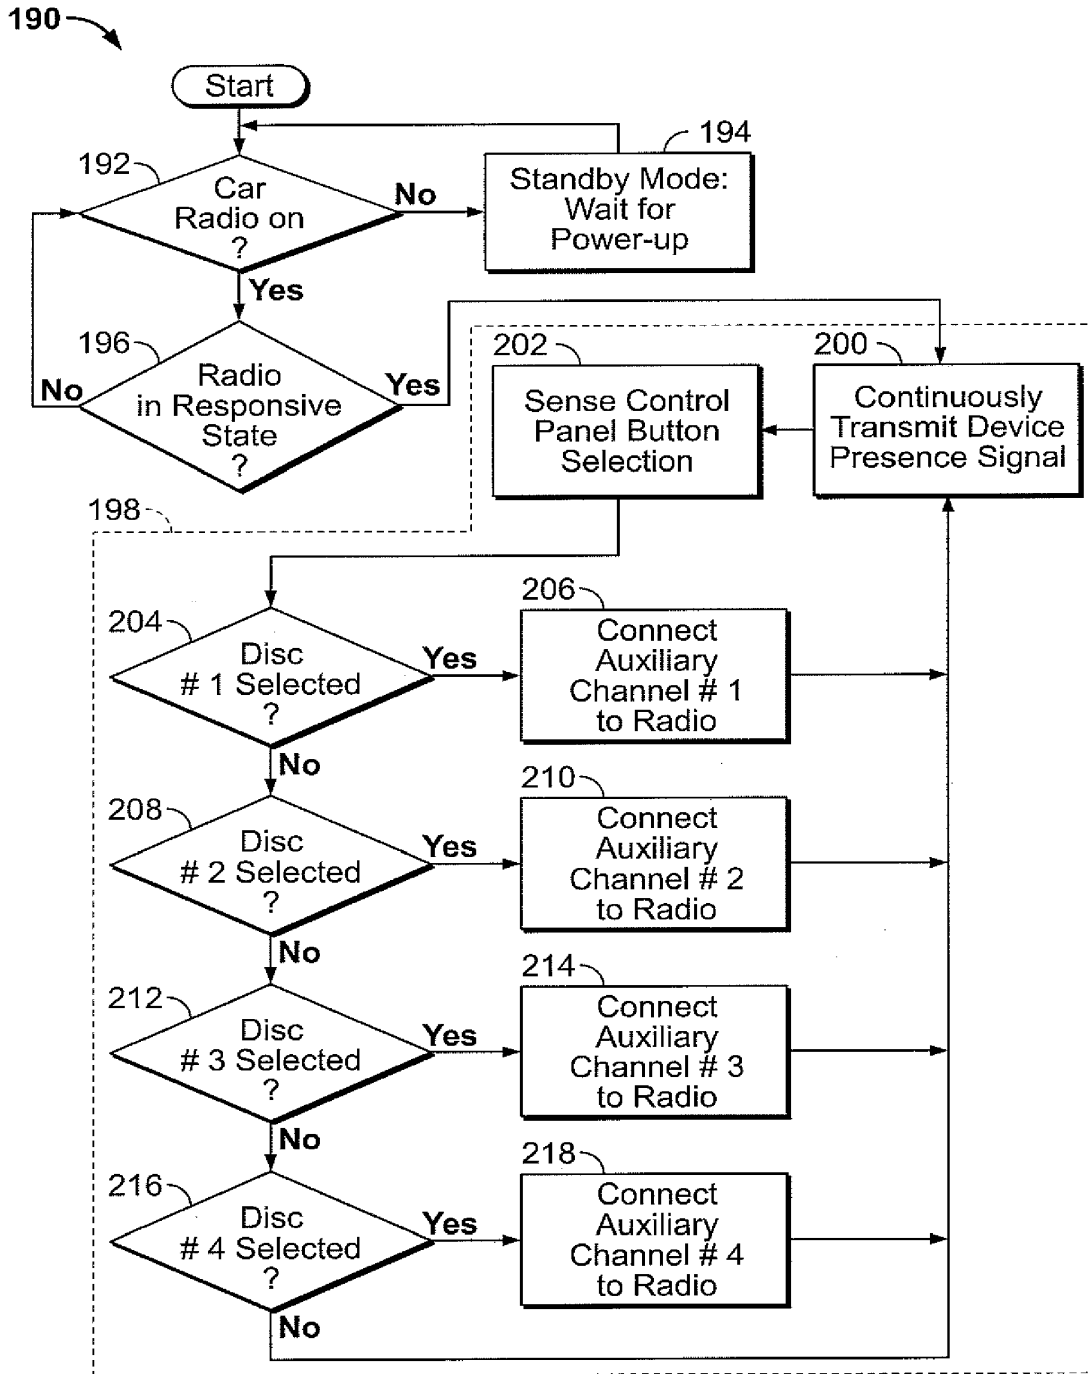 190
Start
194
192
Car
Radio on
?
No
Standby Mode:
Wait for
Power-up
Yes
196
Radio
in Responsive
State
?
No
Yes
202
200
Sense Control
Panel Button
Selection
Continuously
Transmit Device
Presence Signal
198
204
Disc
# 1 Selected
?
Yes
206
Connect
Auxiliary
Channel # 1
to Radio
No
208
Disc
# 2 Selected
?
Yes
210
Connect
Auxiliary
Channel # 2
to Radio
No
212
Disc
# 3 Selected
?
Yes
214
Connect
Auxiliary
Channel # 3
to Radio
No
216
Disc
# 4 Selected
?
Yes
218
Connect
Auxiliary
Channel # 4
to Radio
No